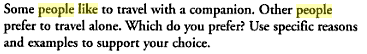 Some people like to travel with a companion. Other people
prefer to travel alone. Which do you prefer? Use specific reasons
and examples to support your choice.